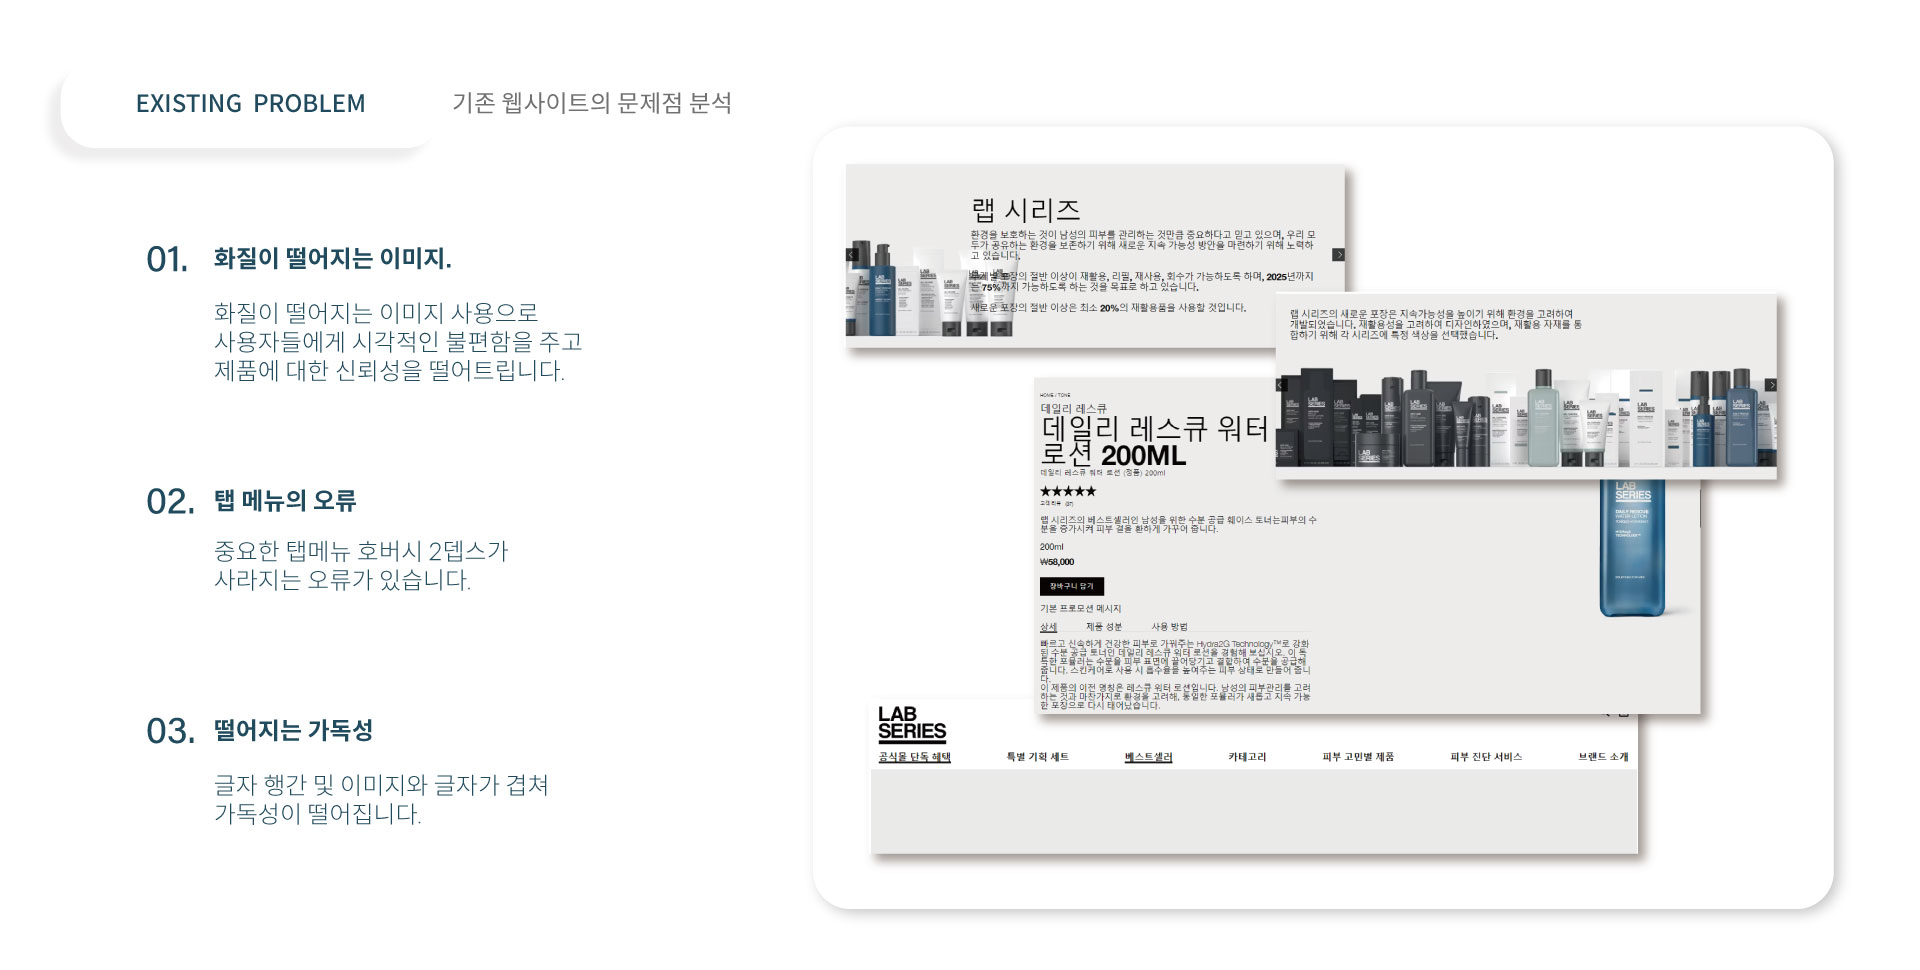 EXISTING PROBLEM
기존 웹사이트의 문제점 분석
01. 화질이 떨어지는 이미지.
화질이 떨어지는 이미지 사용으로
사용자들에게 시각적인 불편함을 주고
제품에 대한 신뢰성을 떨어트립니다.
02. 탭 메뉴의 오류
중요한 탭메뉴 호버시 2뎁스가
사라지는 오류가 있습니다.
03. 떨어지는 가독성
글자 행간 및 이미지와 글자가 겹쳐
가독성이 떨어집니다.
랩 시리즈
환경을 보호하는 것이 남성의 피부를 관리하는 것만큼 중요하다고 믿고 있으며, 우리 모
두가 공유하는 환경을 보존하기 위해 새로운 지속 가능성 방안을 마련하기 위해 노력하
고 있습니다.
포장의 절반 이상이 재활용, 리필, 재사용, 회수가 가능하도록 하며, 2025년까지
는 75%까지 가능하도록 하는 것을 목표로 하고 있습니다.
새로운 포장의 절반 이상은 최소 20%의 재활용품을 사용할 것입니다.
랩 시리즈의 새로운 포장은 지속가능성을 높이기 위해 환경을 고려하여
개발되었습니다. 재활용성을 고려하여 디자인하였으며, 재활용 자재를 통
합하기 위해 각 시리즈에 특정 색상을 선택했습니다.
HOME / TONE
데일리 레스큐
데일리 레스큐 워터
로션 200ML
데일리 레스큐 워터 로션 (정품) 200ml
★★★★★
고객 리뷰 (37)
랩 시리즈의 베스트셀러인 남성을 위한 수분 공급 훼이스 토너는피부의 수
분을 증가시켜 피부 결을 환하게 가꾸어 줍니다.
200ml
₩58,000
장바구니 담기
기본 프로모션 메시지
상세 제품 성분 사용 방법
빠르고 신속하게 건강한 피부로 가꿔주는 Hydra2G Technology™로 강화
된 수분 공급 토너인 데일리 레스큐 워터 로션을 경험해 보십시오. 이 독
특한 포뮬러는 수분을 피부 표면에 끌어당기고 결합하여 수분을 공급해
줍니다. 스킨케어로 사용 시 흡수율을 높여주는 피부 상태로 만들어 줍니
다.
이 제품의 이전 명칭은 레스큐 워터 로션입니다. 남성의 피부관리를 고려
하는 것과 마찬가지로 환경을 고려해, 동일한 포뮬러가 새롭고 지속 가능
한 포장으로 다시 태어났습니다.
LAB
SERIES
DAILY RESCUE
WATER LOTION
LAB
SERIES
공식몰 단독 혜택 특별 기획 세트 베스트셀러 카테고리 피부 고민별 제품 피부 진단 서비스 브랜드 소개